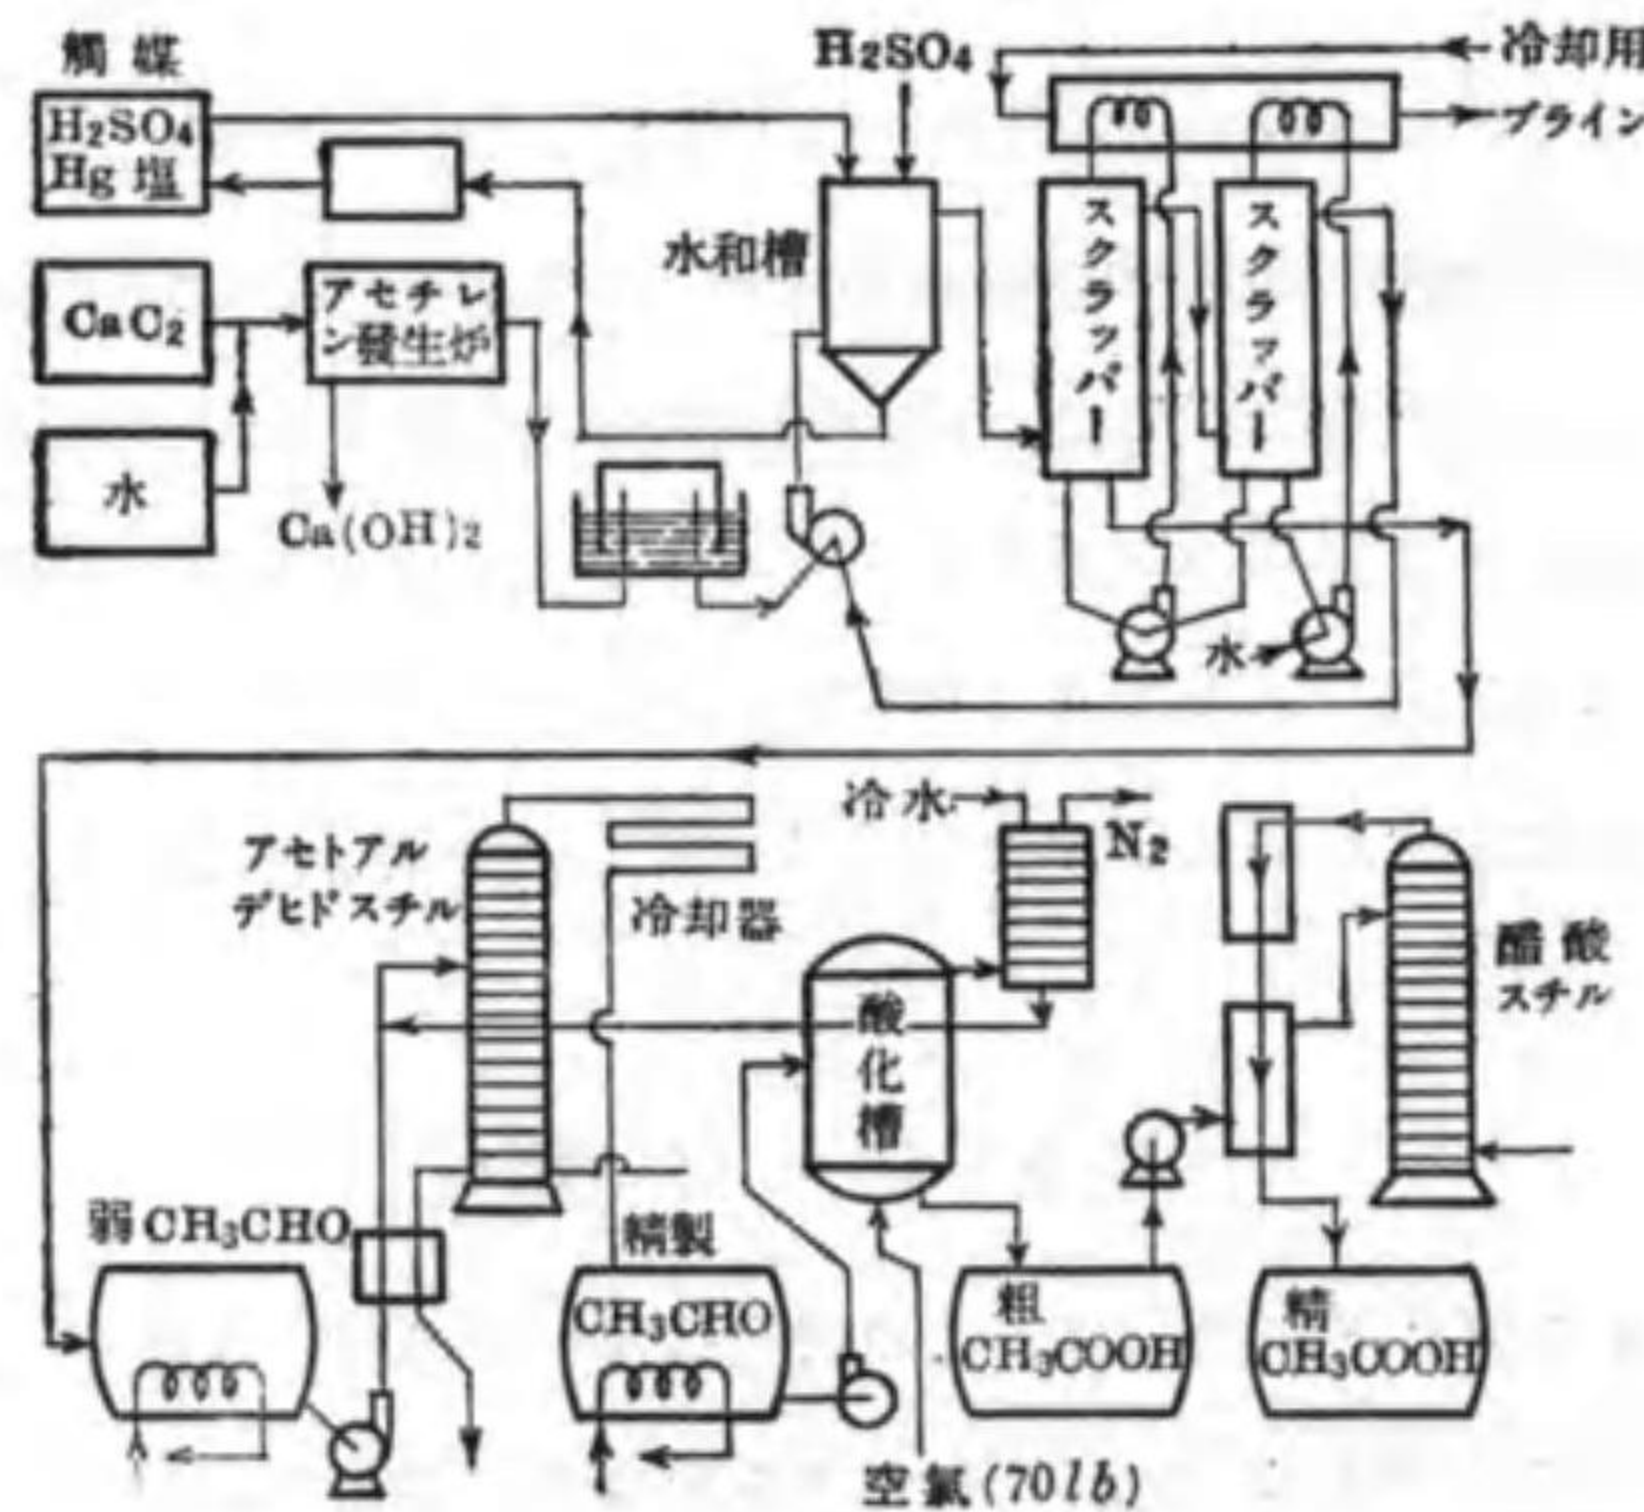 觸媒
H2SO4
Hg 塩
H2SO4
冷却用
ブライン
水和槽
スクラッバー
スクラッバー
CaC2
アセチレ
ン發生炉
水
Ca(OH)2
水
冷水
N2
アセトアル
デヒドスチル
冷却器
酸化槽
醋酸
スチル
弱CH3CHO
精製
CH3CHO
粗
CH3COOH
精
CH3COOH
空氣(70lb)